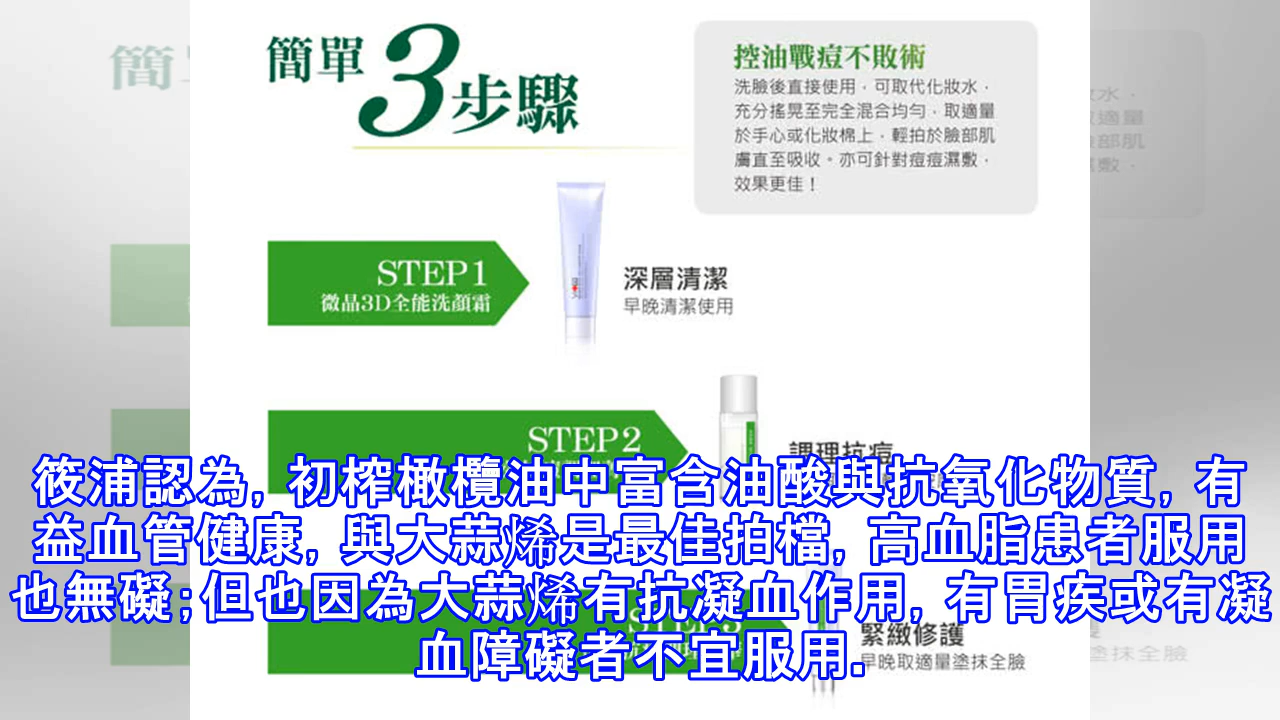 簡單3步驟
控油戰痘不敗術
洗臉後直接使用，可取代化妝水，
充分搖晃至完全混合均勻，取適量
於手心或化妝棉上，輕拍於臉部肌
膚直至吸收。亦可針對痘痘濕敷，
效果更佳！
STEP1
微晶3D全能洗顏霜
深層清潔
早晚清潔使用
STEP2
調理抗痘
筱浦認為, 初榨橄欖油中富含油酸與抗氧化物質, 有
益血管健康, 與大蒜烯是最佳拍檔, 高血脂患者服用
也無礙;但也因為大蒜烯有抗凝血作用, 有胃疾或有凝
血障礙者不宜服用.
STEP3
緊緻修護
早晚取適量塗抹全臉